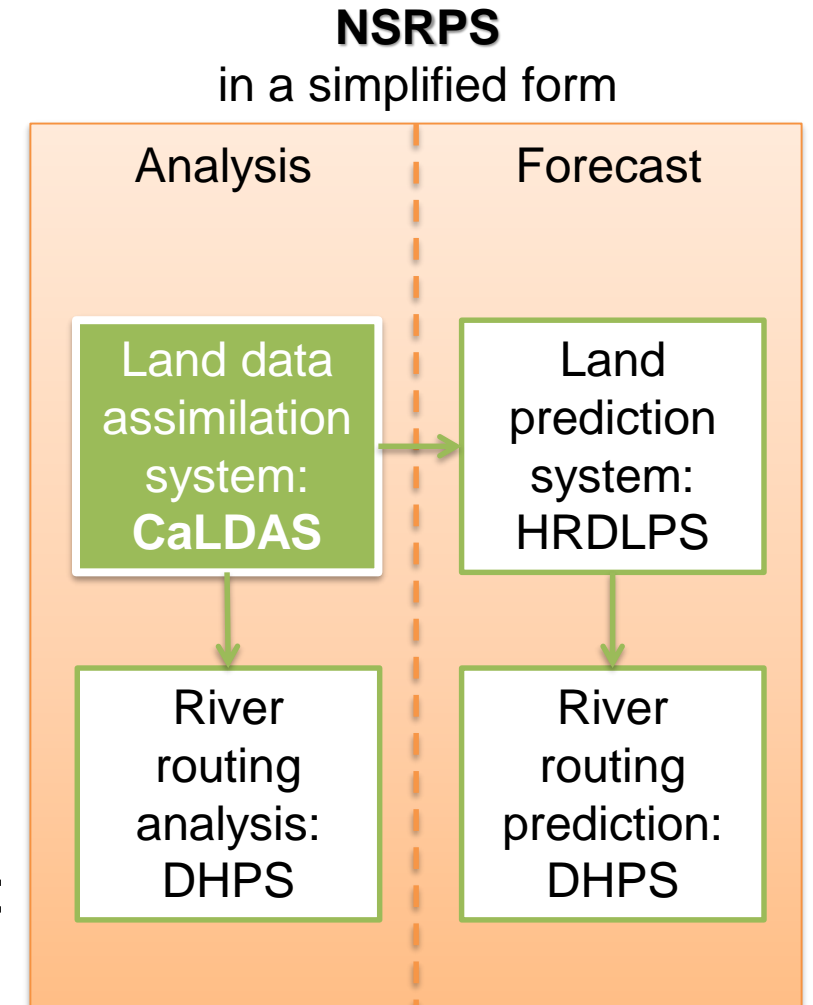 NSRPS
in a simplified form
Analysis
Forecast
Land data
assimilation
system:
CaLDAS
Land
prediction
system:
HRDLPS
River
routing
analysis:
DHPS
River
routing
prediction:
DHPS